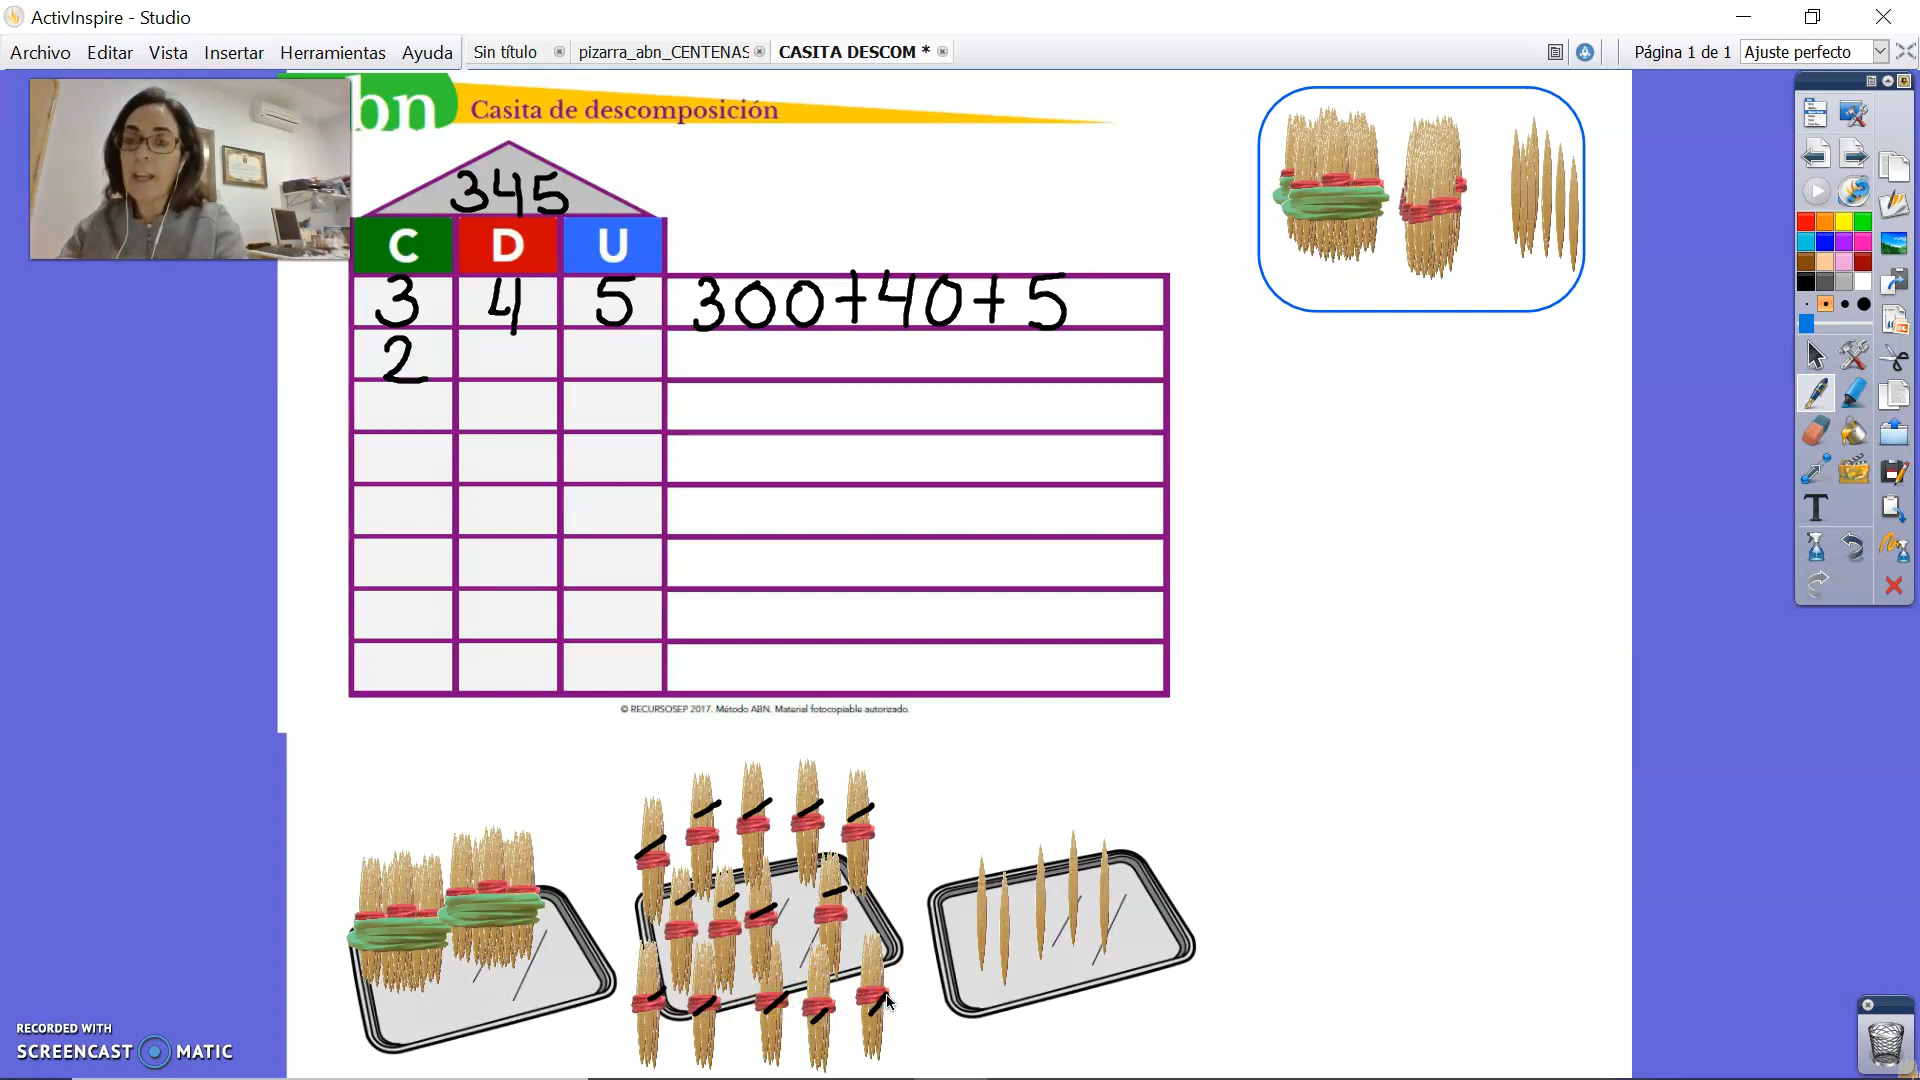 ActivInspire - Studio
Archivo Editar Vista Insertar Herramientas Ayuda Sin título pizarra_abn_CENTENAS CASITA DESCOM * Página 1 de 1 Ajuste perfecto
bn Casita de descomposición
345
C D U
3 4 5 300+40+5
2
© RECURSOSEP 2017. Método ABN. Material fotocopiable autorizado.
T
RECORDED WITH
SCREENCAST MATIC